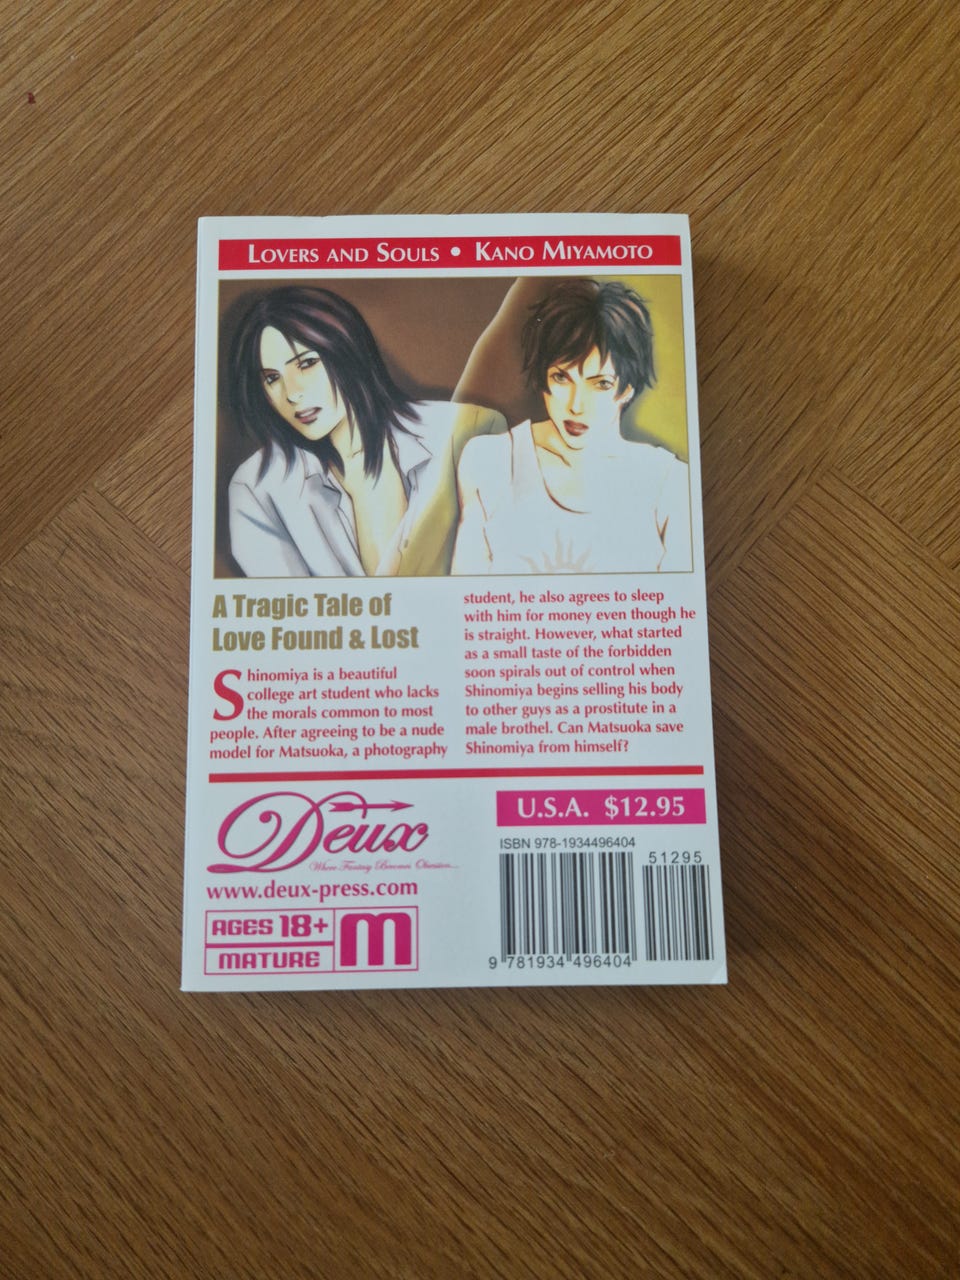 LOVERS AND SOULS • KANO MIYAMOTO
A Tragic Tale of
Love Found & Lost
Shinomiya is a beautiful
college art student who lacks
the morals common to most
people. After agreeing to be a nude
model for Matsuoka, a photography
student, he also agrees to sleep
with him for money even though he
is straight. However, what started
as a small taste of the forbidden
soon spirals out of control when
Shinomiya begins selling his body
to other guys as a prostitute in a
male brothel. Can Matsuoka save
Shinomiya from himself?
Deux
Where Fantasy Becomes Obsession...
www.deux-press.com
AGES 18+
MATURE
M
U.S.A. $12.95
ISBN 978-1934496404
51295
9 781934 496404